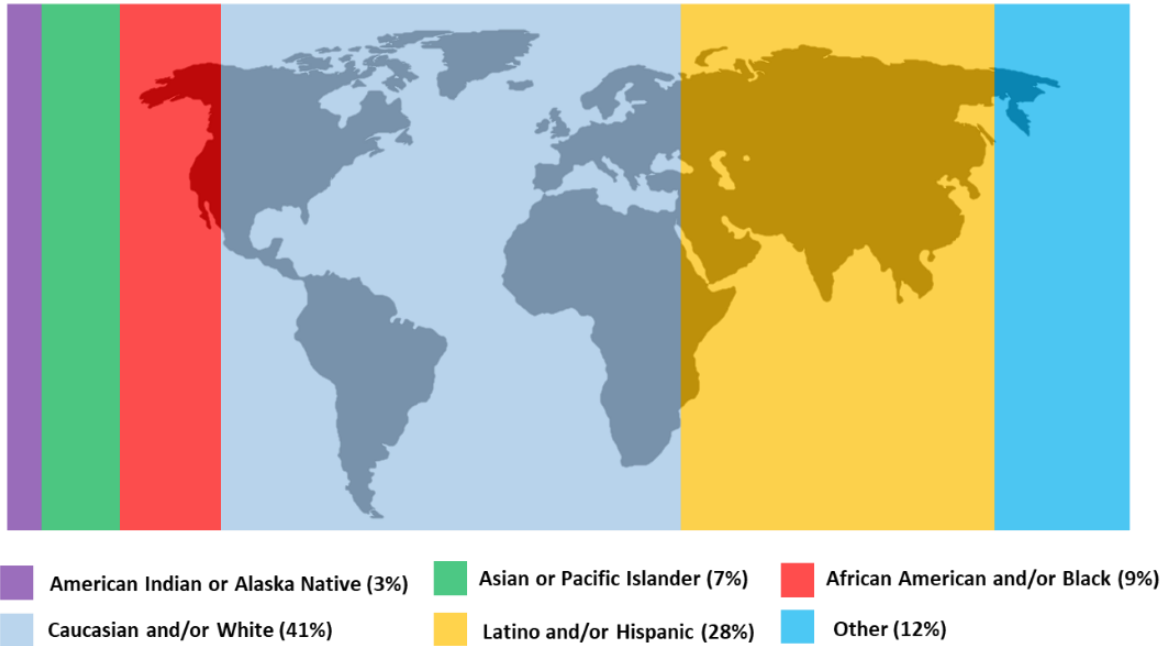 American Indian or Alaska Native (3%)
Asian or Pacific Islander (7%)
African American and/or Black (9%)
Caucasian and/or White (41%)
Latino and/or Hispanic (28%)
Other (12%)